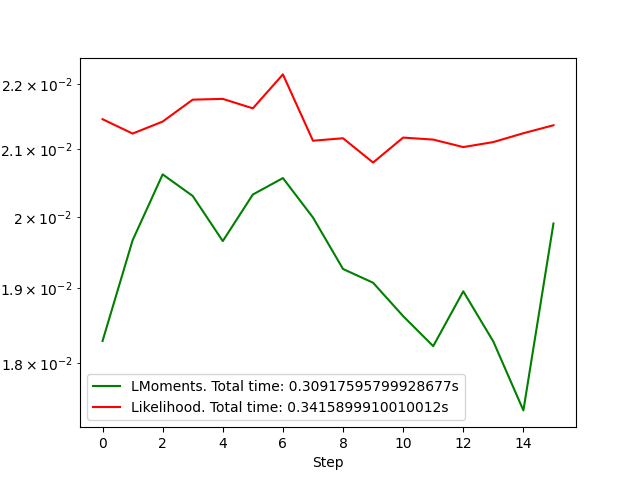 2.2 × 10⁻²
2.1 × 10⁻²
2 × 10⁻²
1.9 × 10⁻²
1.8 × 10⁻²
LMoments. Total time: 0.30917595799928677s
Likelihood. Total time: 0.3415899910010012s
0 2 4 6 8 10 12 14
Step